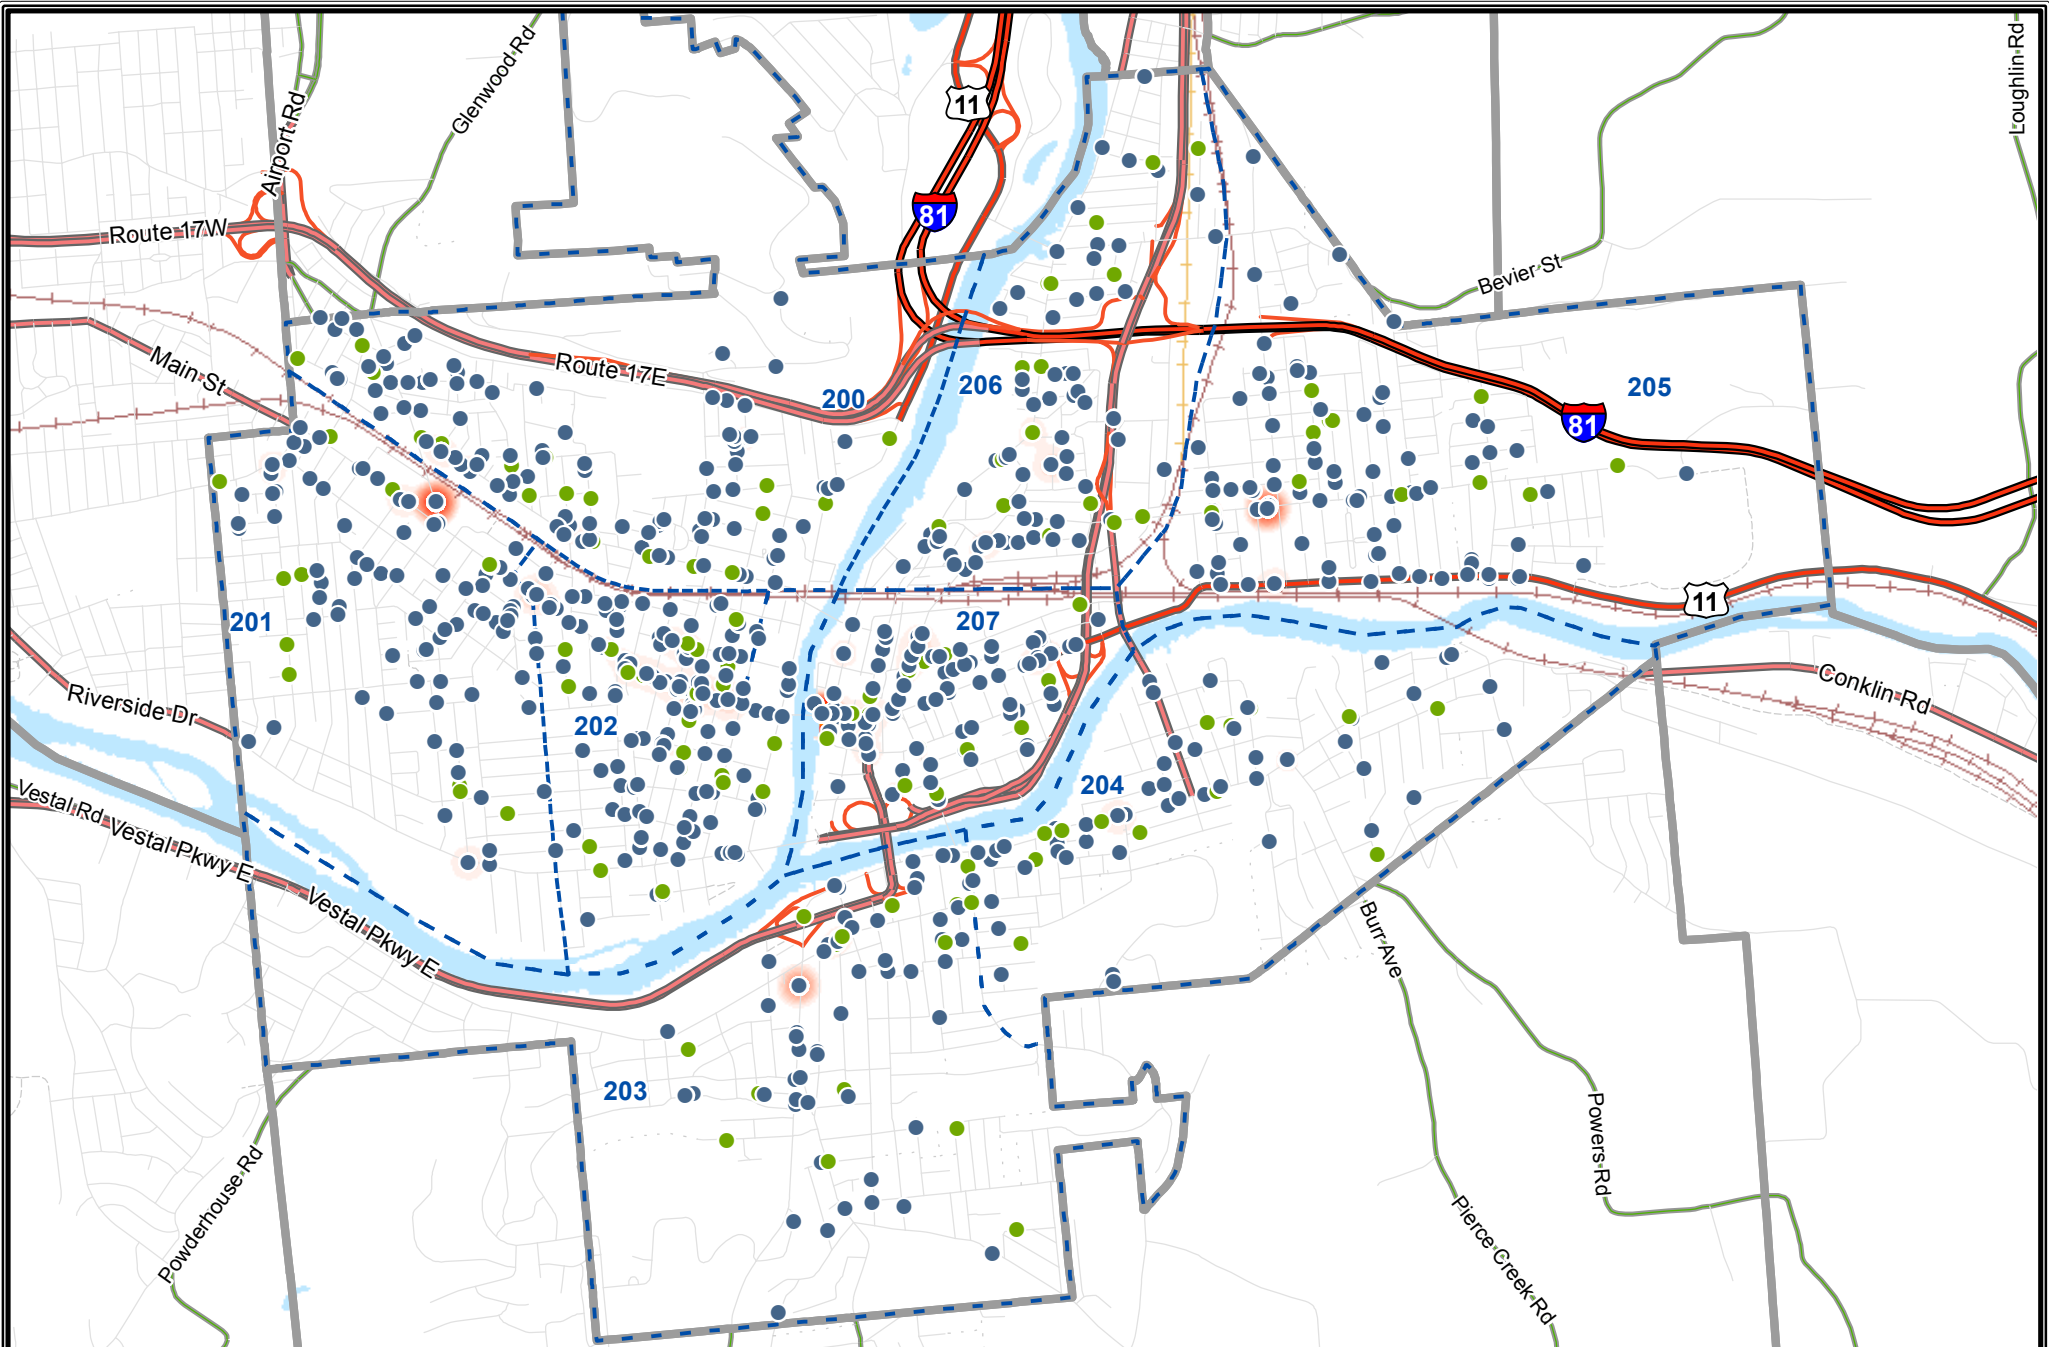 Loughlin Rd
Glenwood Rd
11
Airport Rd
81
Route 17W
Bevier St
Main St
Route 17E
200
206
205
81
11
201
207
Riverside Dr
Conklin Rd
202
204
Vestal Rd
Vestal Pkwy E
Vestal Pkwy E
Burr Ave
203
Powers Rd
Powderhouse Rd
Pierce Creek Rd